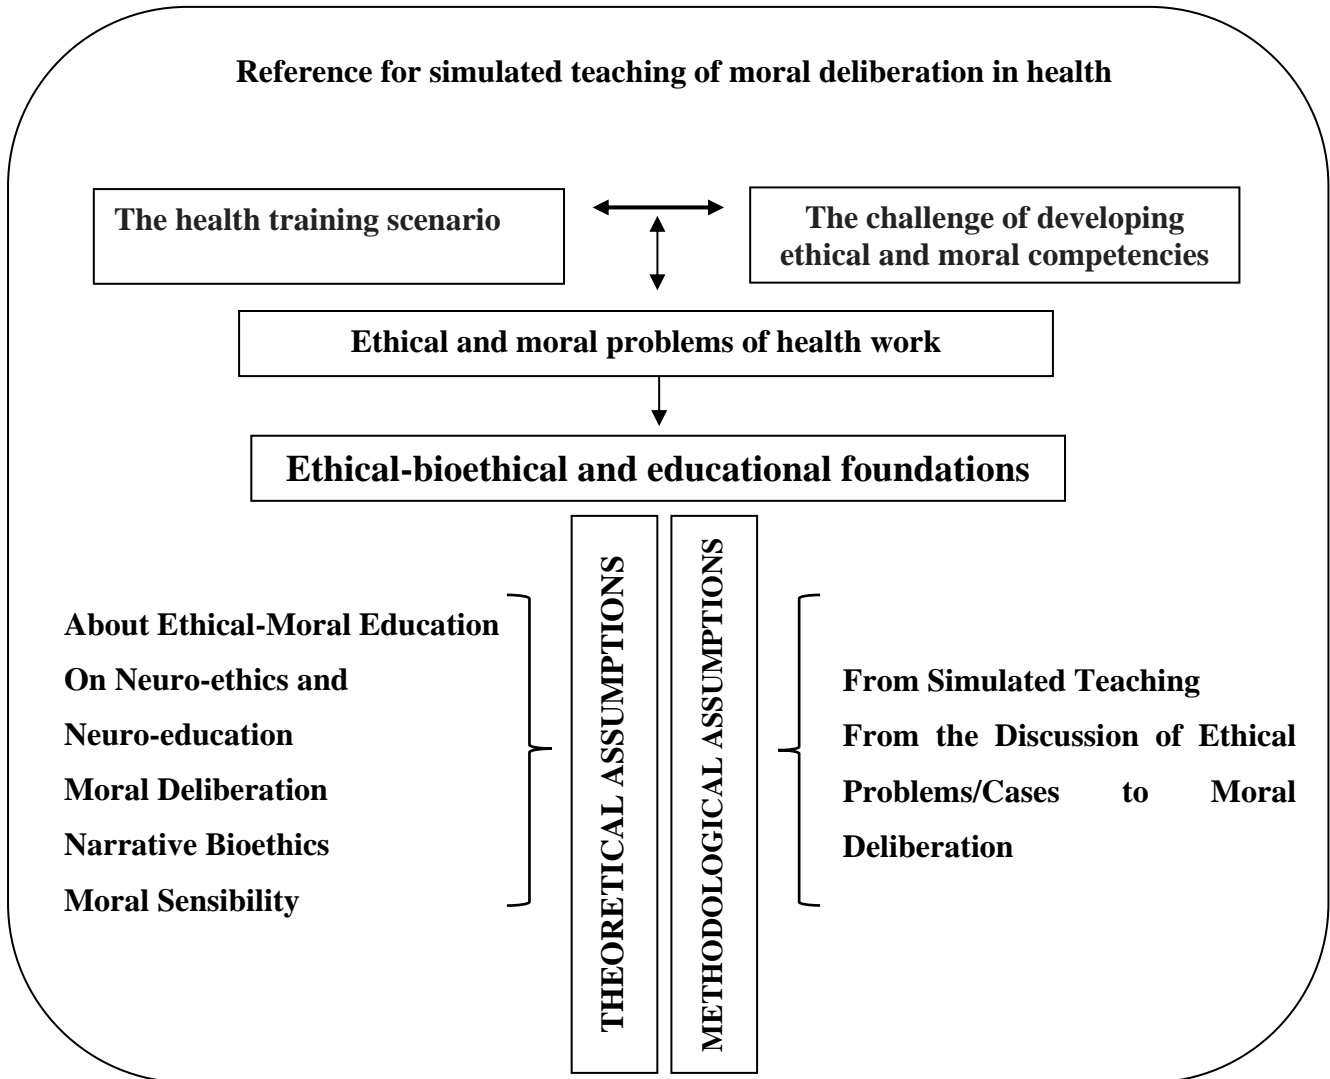 Reference for simulated teaching of moral deliberation in health
The health training scenario
The challenge of developing
ethical and moral competencies
Ethical and moral problems of health work
Ethical-bioethical and educational foundations
THEORETICAL ASSUMPTIONS
METHODOLOGICAL ASSUMPTIONS
About Ethical-Moral Education
On Neuro-ethics and
Neuro-education
Moral Deliberation
Narrative Bioethics
Moral Sensibility
From Simulated Teaching
From the Discussion of Ethical
Problems/Cases to Moral
Deliberation